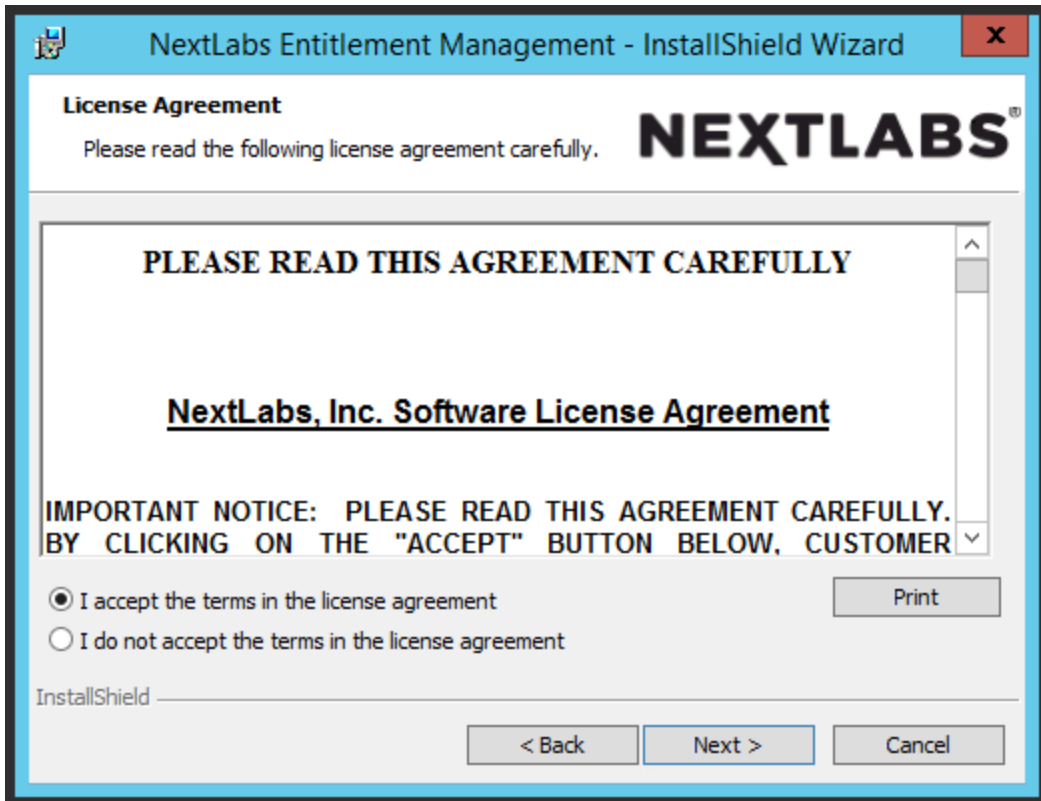 NextLabs Entitlement Management - InstallShield Wizard
x
License Agreement
Please read the following license agreement carefully.
NEXTLABS®
PLEASE READ THIS AGREEMENT CAREFULLY
NextLabs, Inc. Software License Agreement
IMPORTANT NOTICE: PLEASE READ THIS AGREEMENT CAREFULLY.
BY CLICKING ON THE "ACCEPT" BUTTON BELOW, CUSTOMER
I accept the terms in the license agreement
Print
I do not accept the terms in the license agreement
InstallShield
< Back
Next >
Cancel